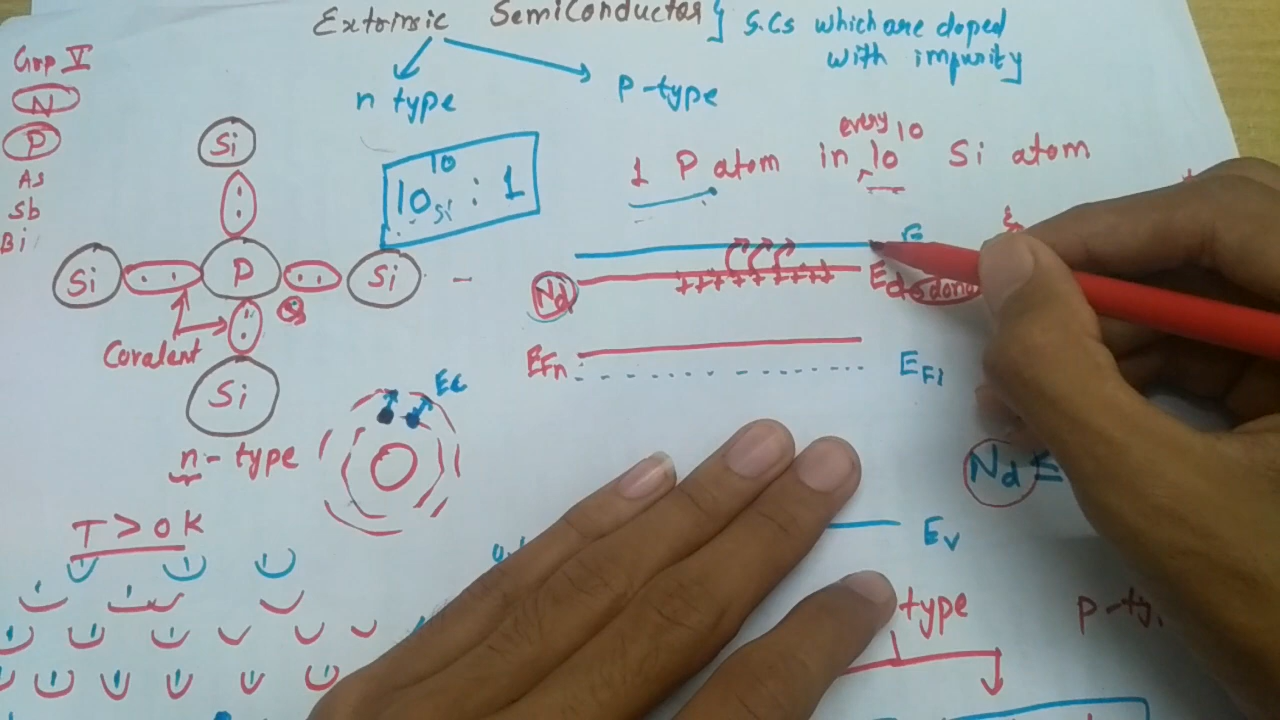 Extrinsic Semiconductor } S.Cs which are doped
with impurity
n type
P-type
Grp V
N
P
As
Sb
Bi
Si
Si
P
Si
Si
Covalent
n-type
10^10 Si : 1
1 P atom in every 10^10 Si atom
Nd
Ed
EFn
EFi
Ec
Nd ≤
Ev
T > 0 K
type
P-ty